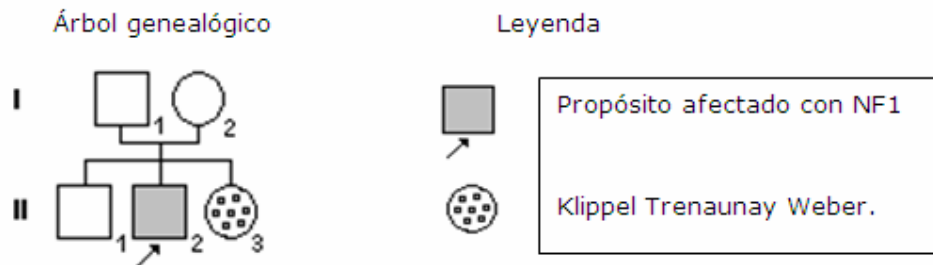 Árbol genealógico
Leyenda
I
1 2
Propósito afectado con NF1
II
1 2 3
Klippel Trenaunay Weber.